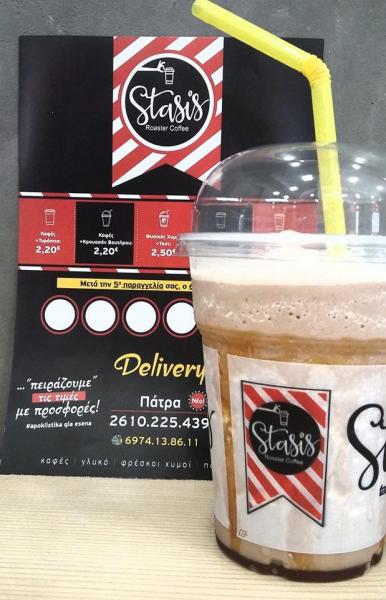 Stasis
Roaster Coffee
Καφές
+Τυρόπιτα:
2,20€
Καφές
+Κρουασάν Βουτύρου:
2,20€
Φυσικός
+Τοστ:
2,50€
Μετά την 5η παραγγελία σας, ο
Delivery
..."πειράζουμε"
τις τιμές
με προσφορές!
#apoklistika gia esena
Πάτρα
Νέο!
2610.225.439
6974.13.86.11
καφές | γλυκό | φρέσκοι χυμοί |
Stasis
Roaster Coffee